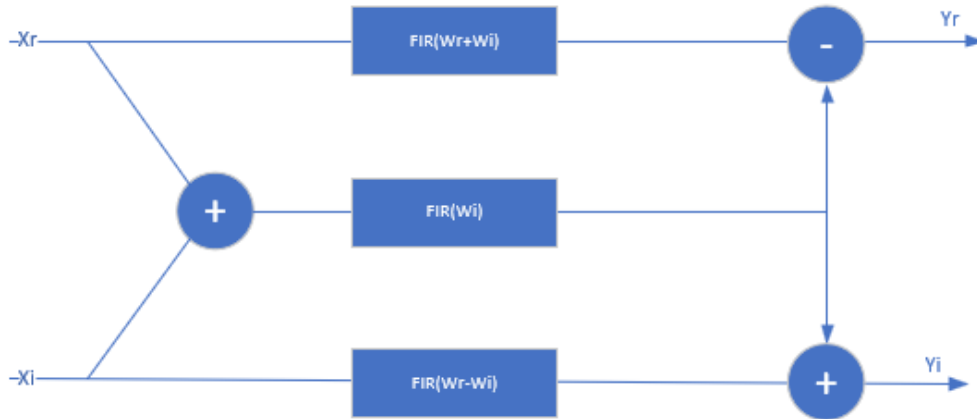 Xr
FIR(Wr+Wi)
-
Yr
+
FIR(Wi)
Xi
FIR(Wr-Wi)
+
Yi